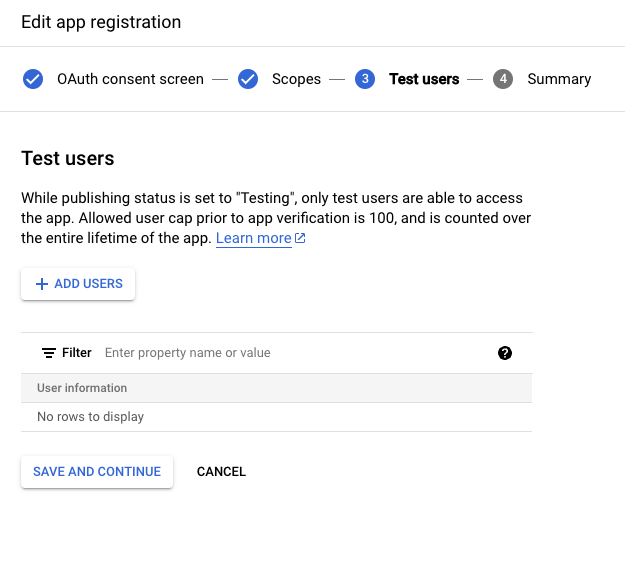 Edit app registration
OAuth consent screen — Scopes — 3 Test users — 4 Summary
Test users
While publishing status is set to "Testing", only test users are able to access
the app. Allowed user cap prior to app verification is 100, and is counted over
the entire lifetime of the app. Learn more
+ ADD USERS
Filter Enter property name or value ?
User information
No rows to display
SAVE AND CONTINUE CANCEL